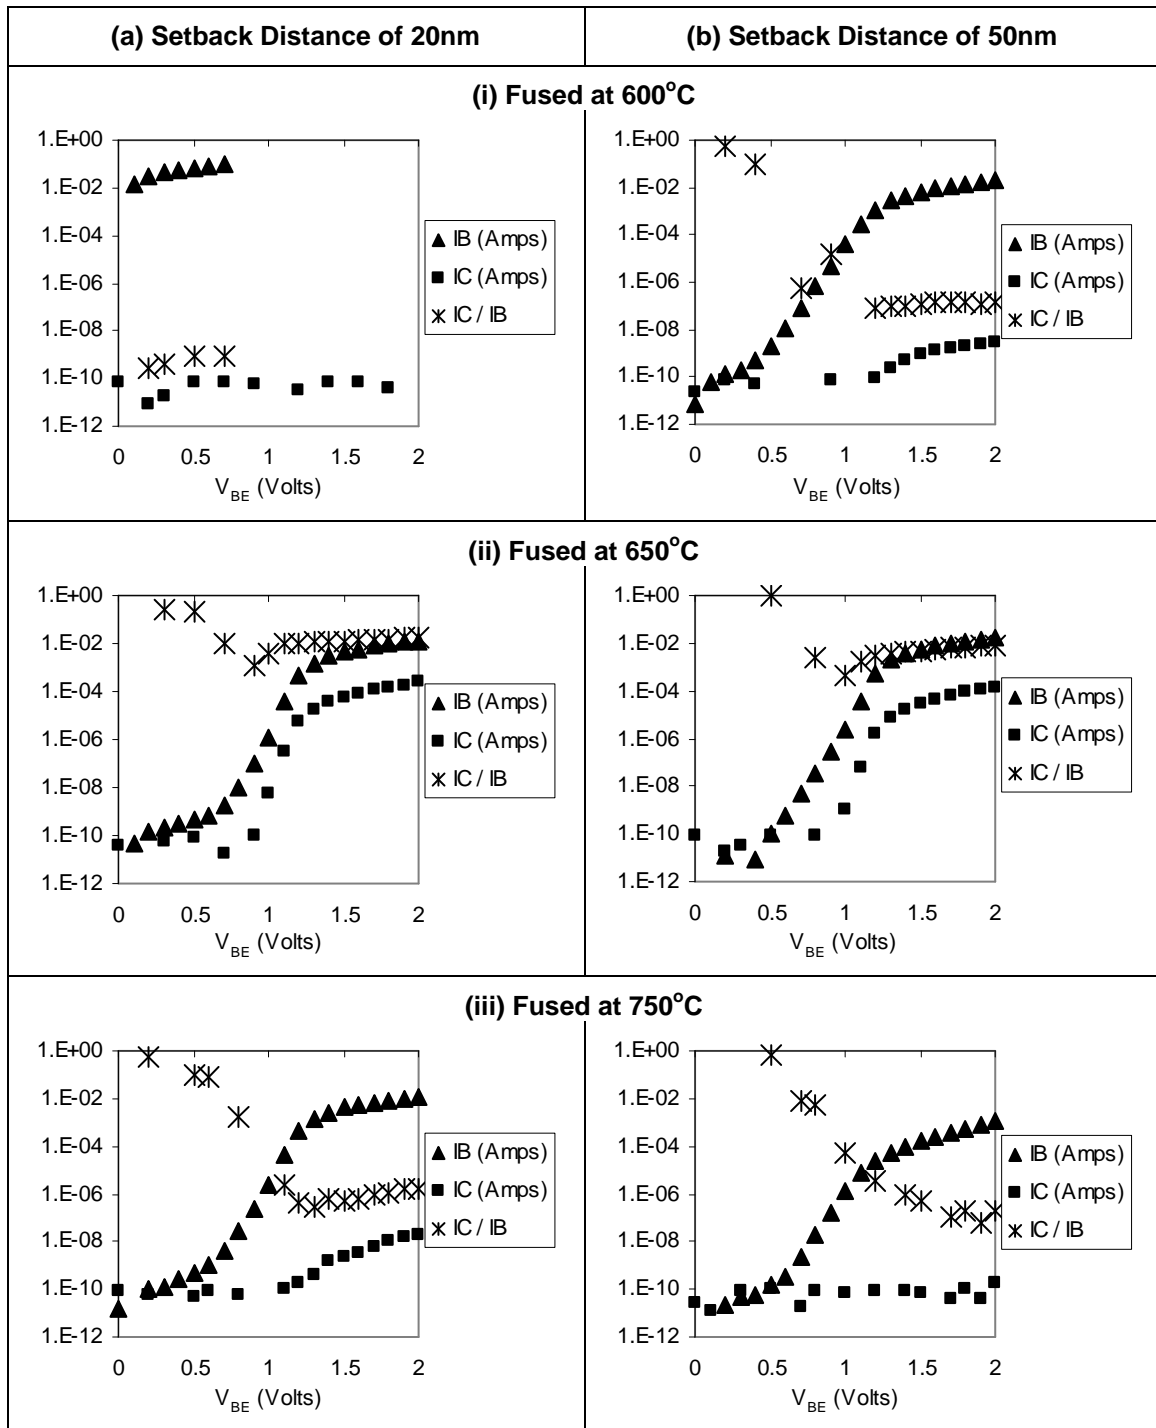 (a) Setback Distance of 20nm
(b) Setback Distance of 50nm
(i) Fused at 600°C
1.E+00
1.E-02
1.E-04
1.E-06
1.E-08
1.E-10
1.E-12
0 0.5 1 1.5 2
V_BE (Volts)
IB (Amps)
IC (Amps)
IC / IB
1.E+00
1.E-02
1.E-04
1.E-06
1.E-08
1.E-10
1.E-12
0 0.5 1 1.5 2
V_BE (Volts)
IB (Amps)
IC (Amps)
IC / IB
(ii) Fused at 650°C
1.E+00
1.E-02
1.E-04
1.E-06
1.E-08
1.E-10
1.E-12
0 0.5 1 1.5 2
V_BE (Volts)
IB (Amps)
IC (Amps)
IC / IB
1.E+00
1.E-02
1.E-04
1.E-06
1.E-08
1.E-10
1.E-12
0 0.5 1 1.5 2
V_BE (Volts)
IB (Amps)
IC (Amps)
IC / IB
(iii) Fused at 750°C
1.E+00
1.E-02
1.E-04
1.E-06
1.E-08
1.E-10
1.E-12
0 0.5 1 1.5 2
V_BE (Volts)
IB (Amps)
IC (Amps)
IC / IB
1.E+00
1.E-02
1.E-04
1.E-06
1.E-08
1.E-10
1.E-12
0 0.5 1 1.5 2
V_BE (Volts)
IB (Amps)
IC (Amps)
IC / IB